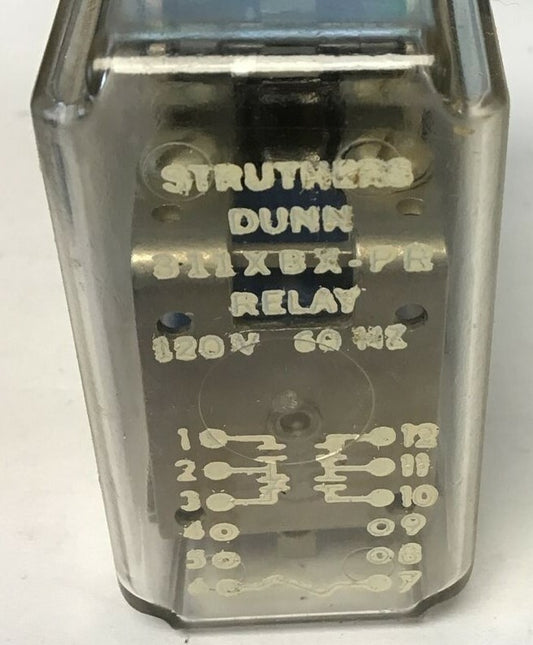 STRUTHERS
DUNN
311XBX-PR
RELAY
120V 60 HZ
1 12
2 11
3 10
4 9
5 8
6 7